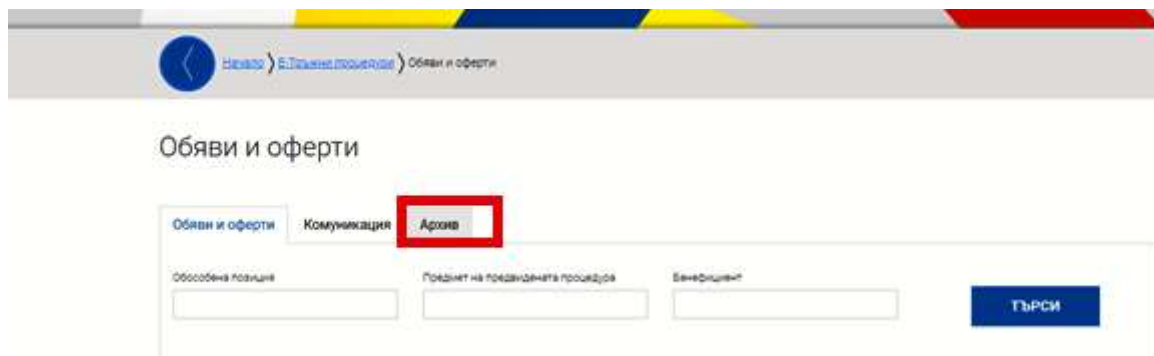 Начало ⟩ Е-Тръжни процедури ⟩ Обяви и оферти
Обяви и оферти
Обяви и оферти Комуникация Архив
Обособена позиция Предмет на предвидената процедура Бенефициент
ТЪРСИ